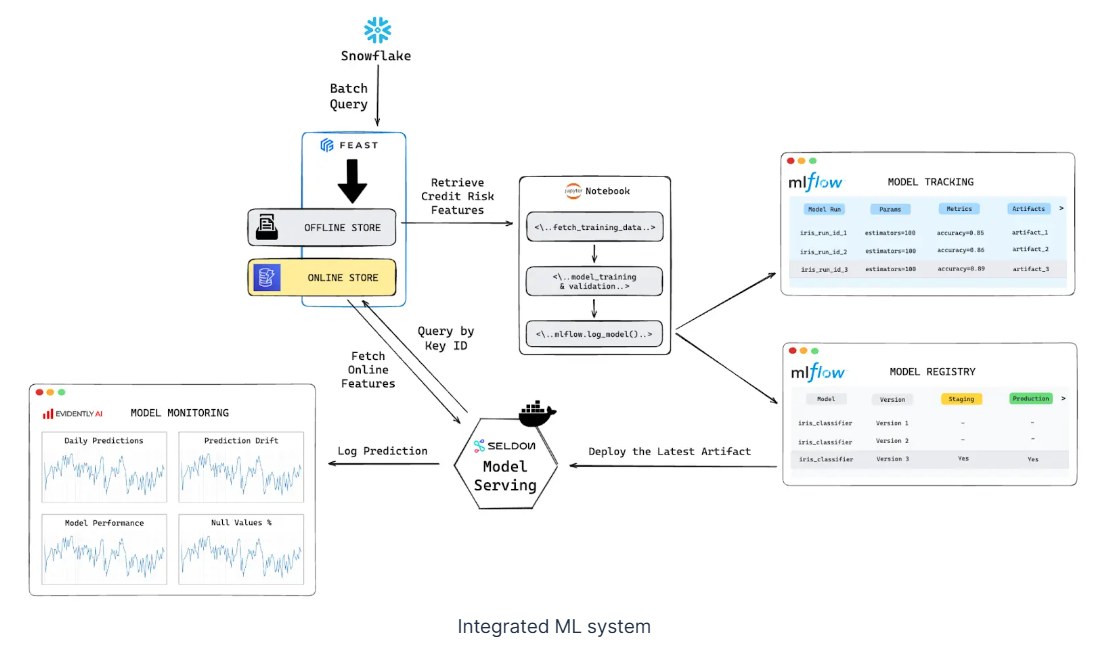 Snowflake
Batch
Query
FEAST
OFFLINE STORE
ONLINE STORE
Retrieve
Credit Risk
Features
jupyter Notebook
<\..fetch_training_data..>
<\..model_training
& validation..>
<\..mlflow.log_model()..>
mlflow MODEL TRACKING
Model Run Params Metrics Artifacts >
iris_run_id_1 estimators=100 accuracy=0.85 artifact_1
iris_run_id_2 estimators=100 accuracy=0.86 artifact_2
iris_run_id_3 estimators=100 accuracy=0.89 artifact_3
mlflow MODEL REGISTRY
Model Version Staging Production >
iris_classifier Version 1 – –
iris_classifier Version 2 – –
iris_classifier Version 3 Yes Yes
Query by
Key ID
Fetch
Online
Features
Deploy the Latest Artifact
SELDON
Model
Serving
Log Prediction
EVIDENTLY AI MODEL MONITORING
Daily Predictions Prediction Drift
Model Performance Null Values %
Integrated ML system